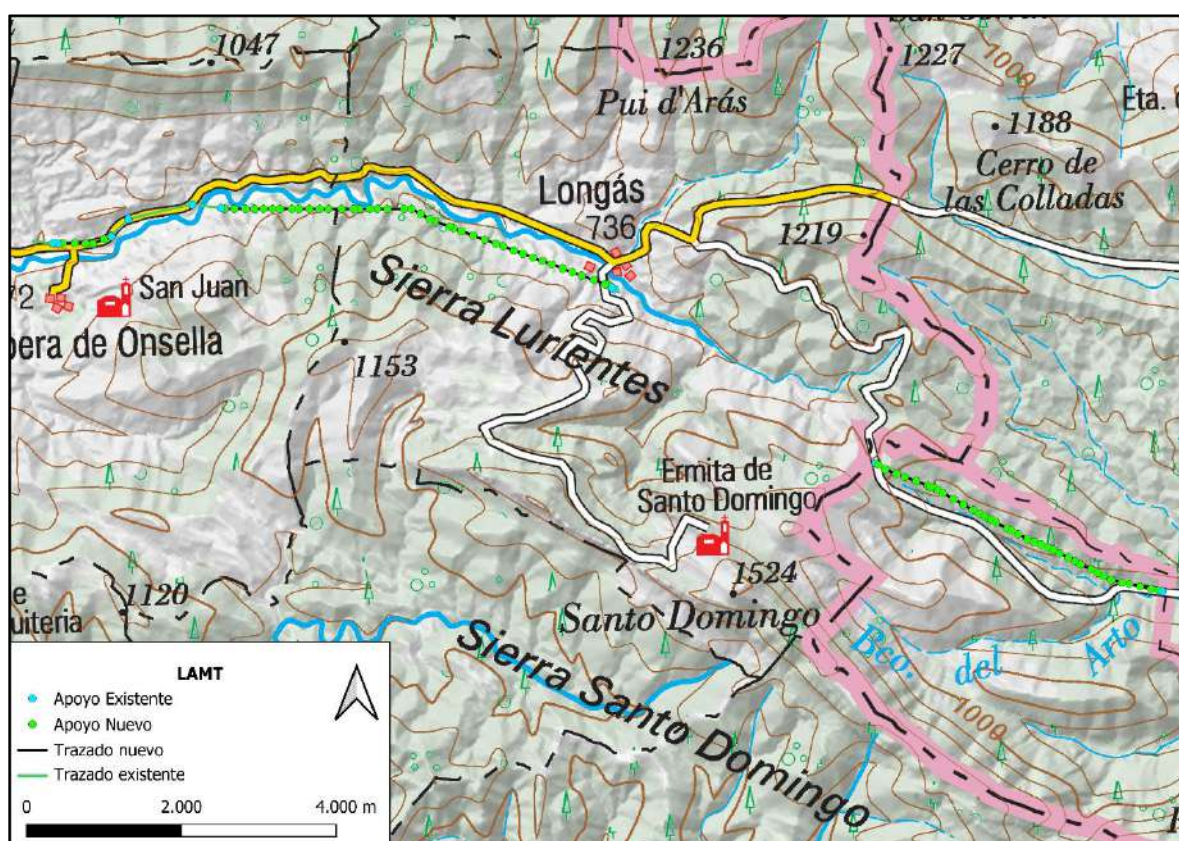 1047
1236
1227
1000
Pui d'Arás
Eta.
1188
Cerro de
las Colladas
Longás
736
1219
San Juan
72
pera de Onsella
Sierra Lurientes
1153
Ermita de
Santo Domingo
1524
Santo Domingo
1120
e
uiteria
Sierra Santo Domingo
Bco. del Arto
1000
LAMT
Apoyo Existente
Apoyo Nuevo
Trazado nuevo
Trazado existente
0 2.000 4.000 m